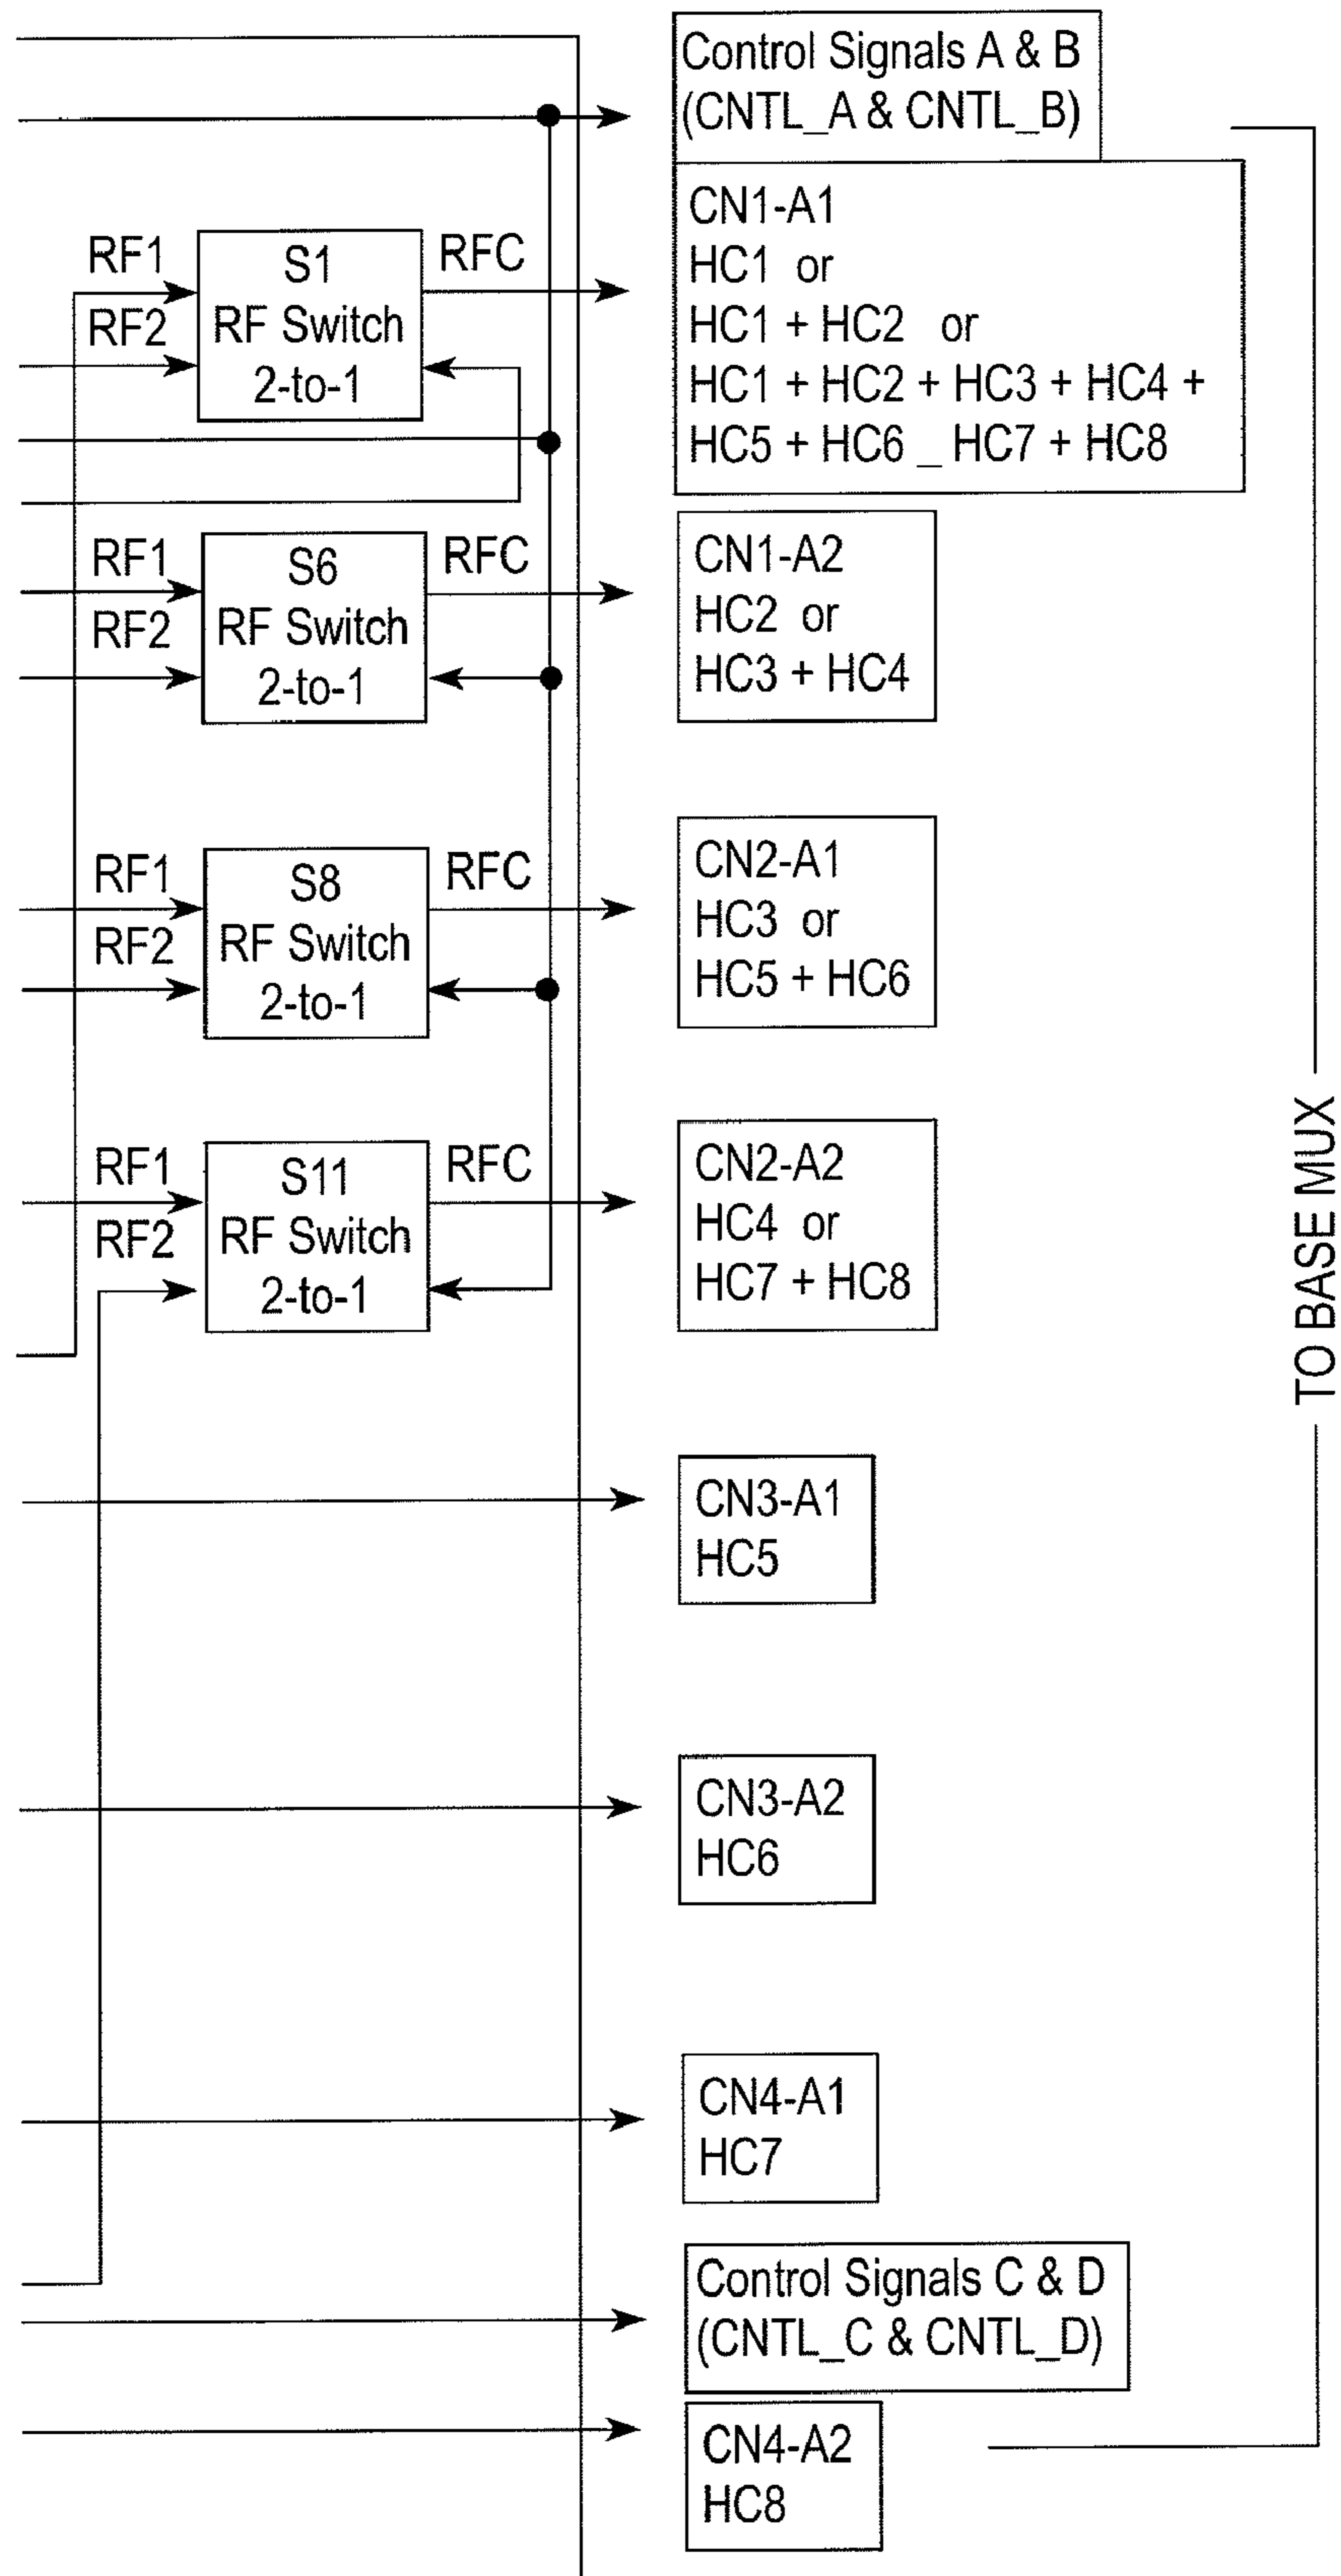 Control Signals A & B
(CNTL_A & CNTL_B)
CN1-A1
HC1 or
HC1 + HC2 or
HC1 + HC2 + HC3 + HC4 +
HC5 + HC6 _ HC7 + HC8
RF1
RF2
S1
RF Switch
2-to-1
RFC
RF1
RF2
S6
RF Switch
2-to-1
RFC
CN1-A2
HC2 or
HC3 + HC4
RF1
RF2
S8
RF Switch
2-to-1
RFC
CN2-A1
HC3 or
HC5 + HC6
RF1
RF2
S11
RF Switch
2-to-1
RFC
CN2-A2
HC4 or
HC7 + HC8
TO BASE MUX
CN3-A1
HC5
CN3-A2
HC6
CN4-A1
HC7
Control Signals C & D
(CNTL_C & CNTL_D)
CN4-A2
HC8